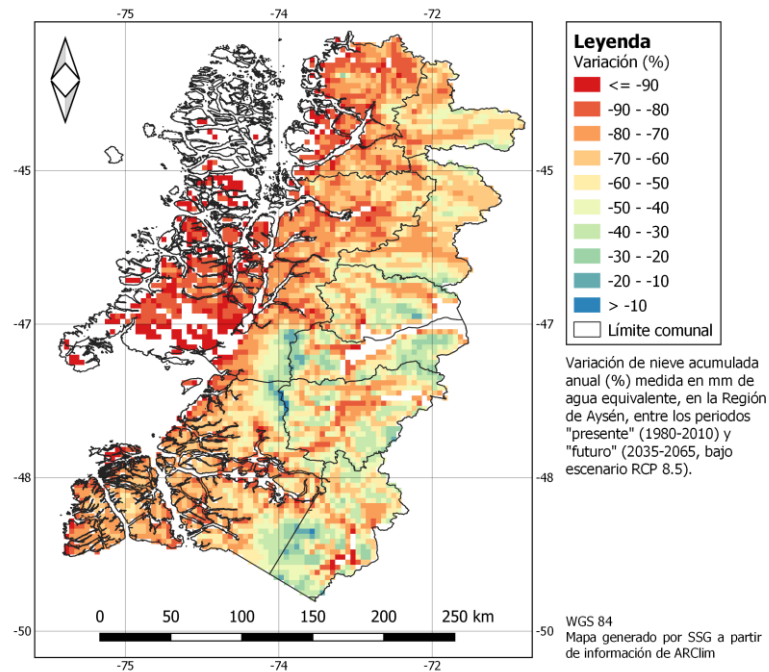 -75
-74
-72
-45
-47
-48
-50
-75
-74
-72
0
50
100
150
200
250 km
Leyenda
Variación (%)
<= -90
-90 - -80
-80 - -70
-70 - -60
-60 - -50
-50 - -40
-40 - -30
-30 - -20
-20 - -10
> -10
Límite comunal
Variación de nieve acumulada
anual (%) medida en mm de
agua equivalente, en la Región
de Aysén, entre los periodos
"presente" (1980-2010) y
"futuro" (2035-2065, bajo
escenario RCP 8.5).
WGS 84
Mapa generado por SSG a partir
de información de ARClim